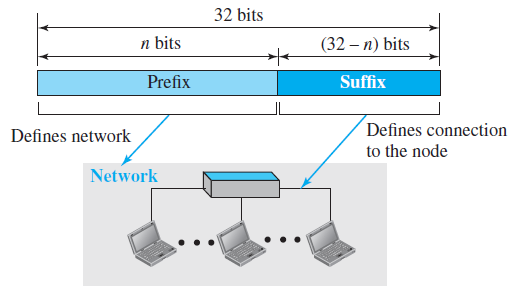 32 bits
n bits
(32 – n) bits
Prefix
Suffix
Defines network
Defines connection
to the node
Network